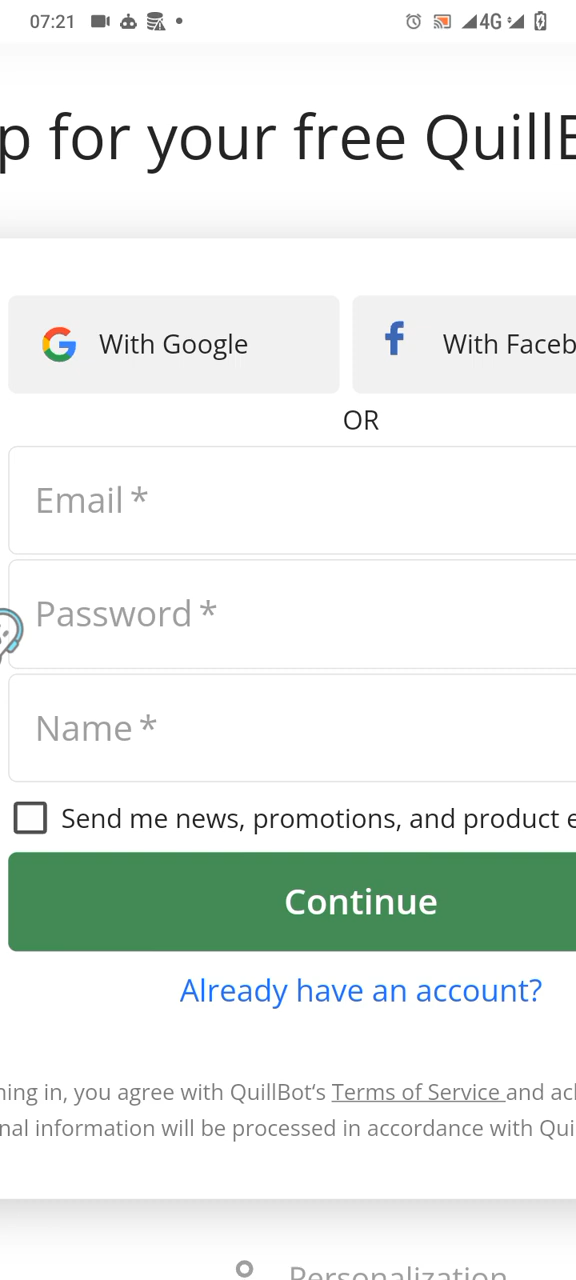 07:21
4G
p for your free Quill
With Google
With Faceb
OR
Email *
Password *
Name *
Send me news, promotions, and product e
Continue
Already have an account?
ning in, you agree with QuillBot's Terms of Service and ack
nal information will be processed in accordance with Qui
Personalization